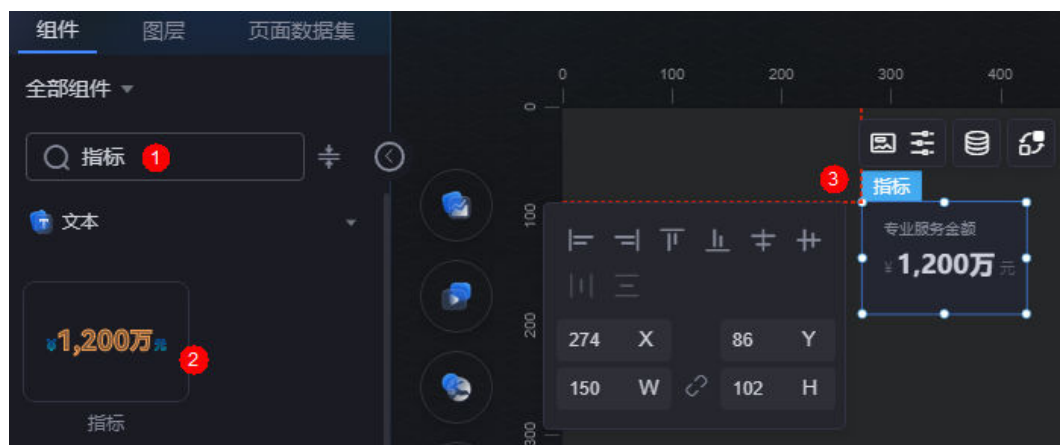 组件 图层 页面数据集
全部组件
指标 1
文本
¥1,200万元
2
指标
0 100 200 300 400
0
100
200
300
3
指标
专业服务金额
¥1,200万元
274 X 86 Y
150 W 102 H